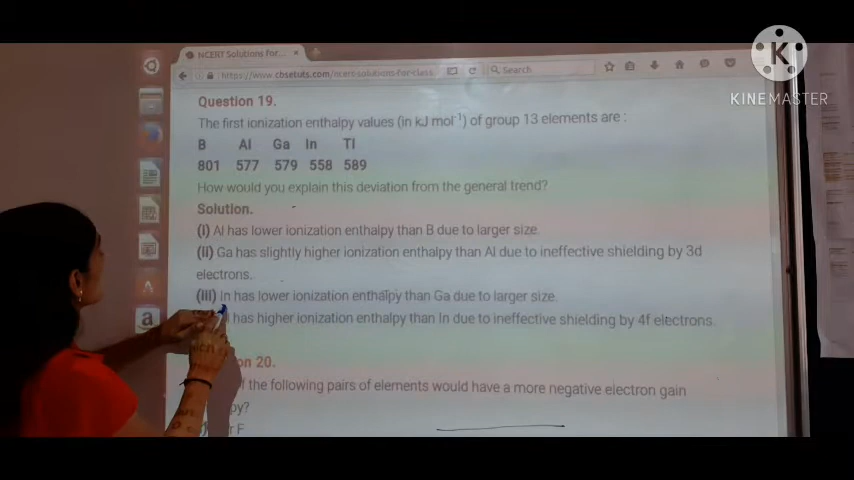 NCERT Solutions For...
https://www.cbsetuts.com/ncert-solutions-for-class
Search
K
KINEMASTER
Question 19.
The first ionization enthalpy values (in kJ mol-1) of group 13 elements are :
B Al Ga In Tl
801 577 579 558 589
How would you explain this deviation from the general trend?
Solution.
(i) Al has lower ionization enthalpy than B due to larger size.
(ii) Ga has slightly higher ionization enthalpy than Al due to ineffective shielding by 3d
electrons.
(iii) In has lower ionization enthalpy than Ga due to larger size.
has higher ionization enthalpy than In due to ineffective shielding by 4f electrons.
on 20.
f the following pairs of elements would have a more negative electron gain
py?
r F
a